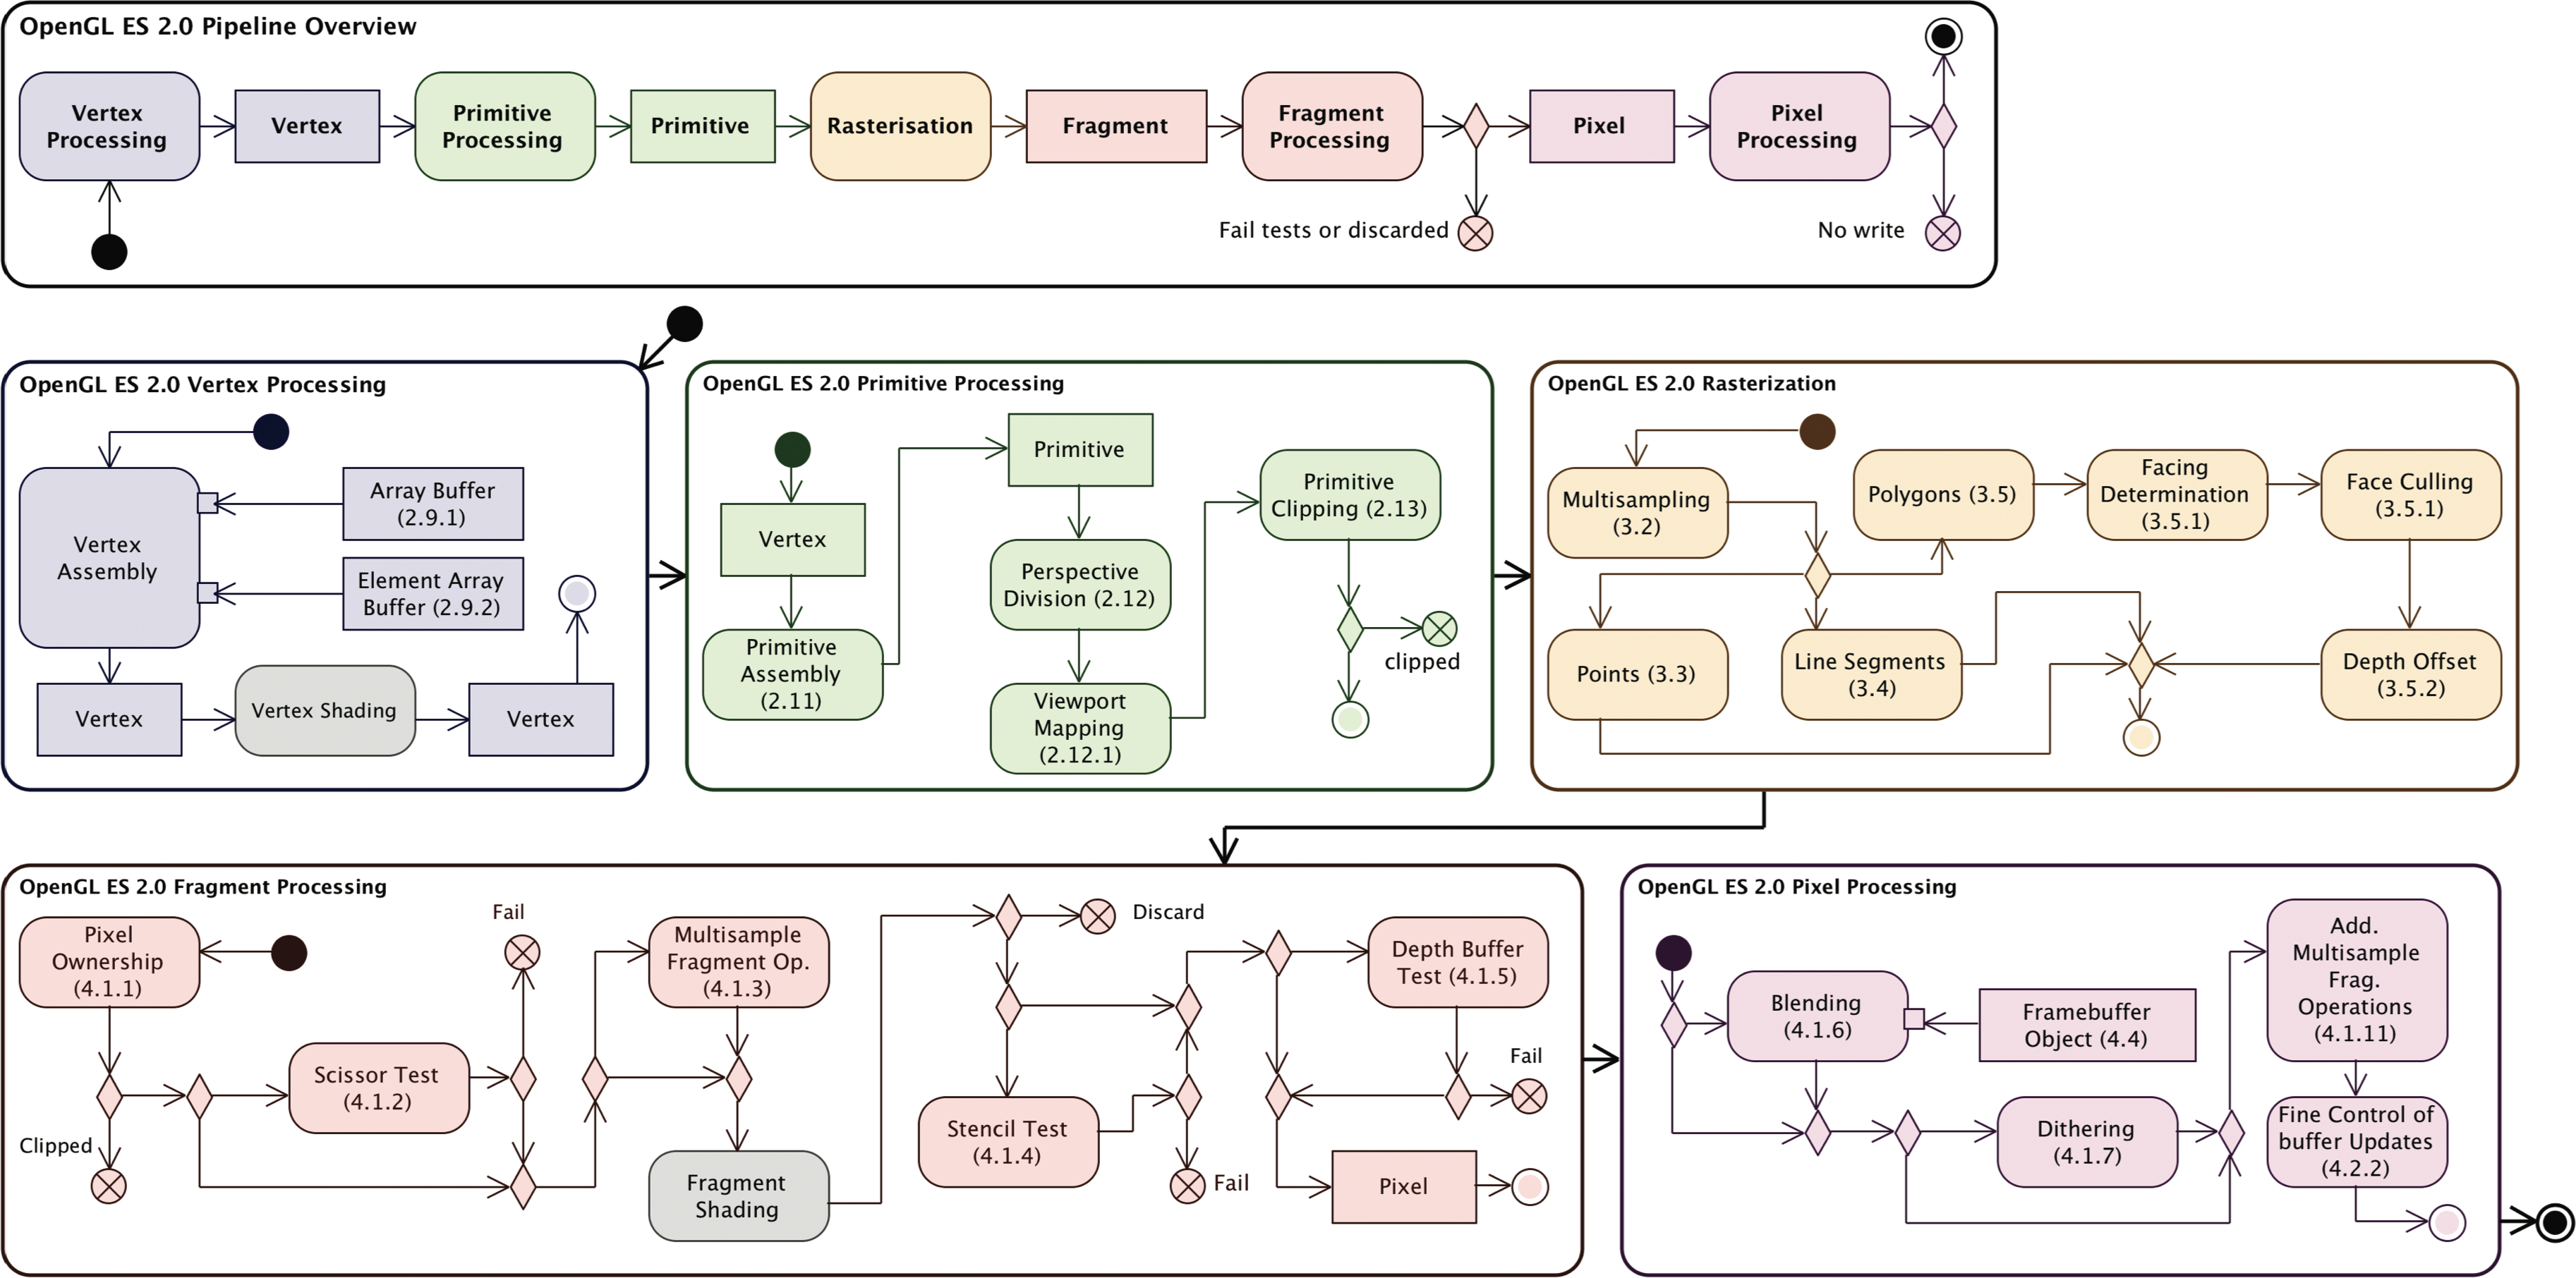 OpenGL ES 2.0 Pipeline Overview
Vertex
Processing
Vertex
Primitive
Processing
Primitive
Rasterisation
Fragment
Fragment
Processing
Pixel
Pixel
Processing
Fail tests or discarded
No write
OpenGL ES 2.0 Vertex Processing
Vertex
Assembly
Array Buffer
(2.9.1)
Element Array
Buffer (2.9.2)
Vertex
Vertex Shading
Vertex
OpenGL ES 2.0 Primitive Processing
Vertex
Primitive
Assembly
(2.11)
Primitive
Perspective
Division (2.12)
Viewport
Mapping
(2.12.1)
Primitive
Clipping (2.13)
clipped
OpenGL ES 2.0 Rasterization
Multisampling
(3.2)
Polygons (3.5)
Facing
Determination
(3.5.1)
Face Culling
(3.5.1)
Points (3.3)
Line Segments
(3.4)
Depth Offset
(3.5.2)
OpenGL ES 2.0 Fragment Processing
Pixel
Ownership
(4.1.1)
Clipped
Scissor Test
(4.1.2)
Fail
Multisample
Fragment Op.
(4.1.3)
Fragment
Shading
Discard
Stencil Test
(4.1.4)
Fail
Depth Buffer
Test (4.1.5)
Fail
Pixel
OpenGL ES 2.0 Pixel Processing
Blending
(4.1.6)
Framebuffer
Object (4.4)
Dithering
(4.1.7)
Add.
Multisample
Frag.
Operations
(4.1.11)
Fine Control of
buffer Updates
(4.2.2)